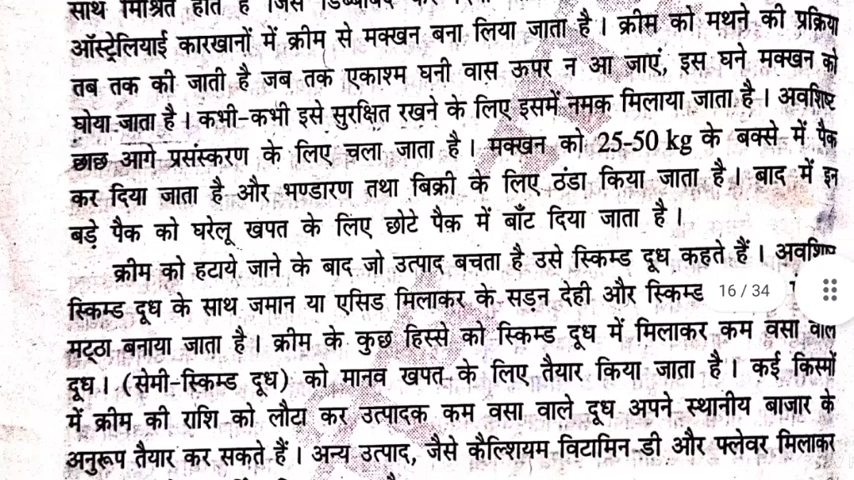 साथ मिश्रित होते हैं जिसे
ऑस्ट्रेलियाई कारखानों में क्रीम से मक्खन बना लिया जाता है। क्रीम को मथने की प्रक्रिया
तब तक की जाती है जब तक एकाश्म घनी वास ऊपर न आ जाएं, इस घने मक्खन को
घोया जाता है। कभी-कभी इसे सुरक्षित रखने के लिए इसमें नमक मिलाया जाता है। अवशिष्ट
छाछ आगे प्रसंस्करण के लिए चला जाता है। मक्खन को 25-50 kg के बक्से में पैक
कर दिया जाता है और भण्डारण तथा बिक्री के लिए ठंडा किया जाता है। बाद में इन
बड़े पैक को घरेलू खपत के लिए छोटे पैक में बाँट दिया जाता है।
क्रीम को हटाये जाने के बाद जो उत्पाद बचता है उसे स्किम्ड दूध कहते हैं। अवशिष्ट
स्किम्ड दूध के साथ जमान या एसिड मिलाकर के सड़न देही और स्किम्ड
16 / 34
मट्ठा बनाया जाता है। क्रीम के कुछ हिस्से को स्किम्ड दूध में मिलाकर कम वसा वाल
दूध। (सेमी-स्किम्ड दूध) को मानव खपत के लिए तैयार किया जाता है। कई किस्मों
में क्रीम की राशि को लौटा कर उत्पादक कम वसा वाले दूध अपने स्थानीय बाजार के
अनुरूप तैयार कर सकते हैं। अन्य उत्पाद, जैसे कैल्शियम विटामिन डी और फ्लेवर मिलाकर